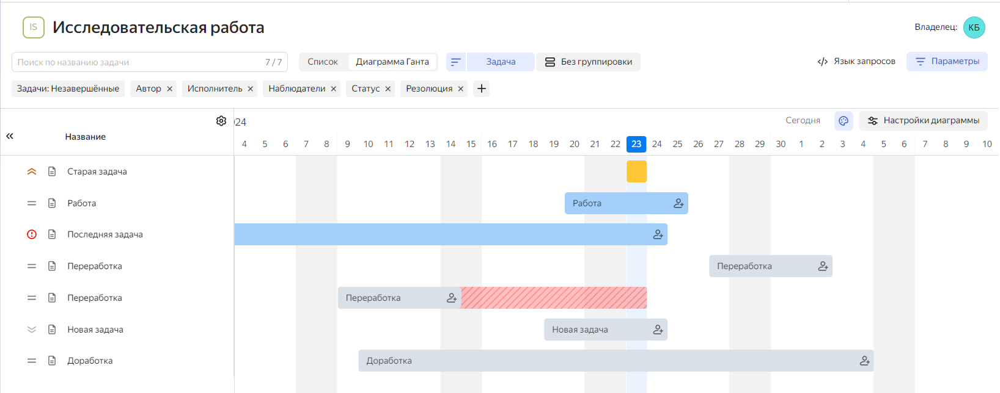 IS Исследовательская работа Владелец: КБ
Поиск по названию задачи 7 / 7 Список Диаграмма Ганта Задача Без группировки </> Язык запросов Параметры
Задачи: Незавершённые Автор × Исполнитель × Наблюдатели × Статус × Резолюция × +
24 Сегодня Настройки диаграммы
« Название
4 5 6 7 8 9 10 11 12 13 14 15 16 17 18 19 20 21 22 23 24 25 26 27 28 29 30 1 2 3 4 5 6 7 8 9 10
Старая задача
Работа Работа
Последняя задача
Переработка Переработка
Переработка Переработка
Новая задача Новая задача
Доработка Доработка